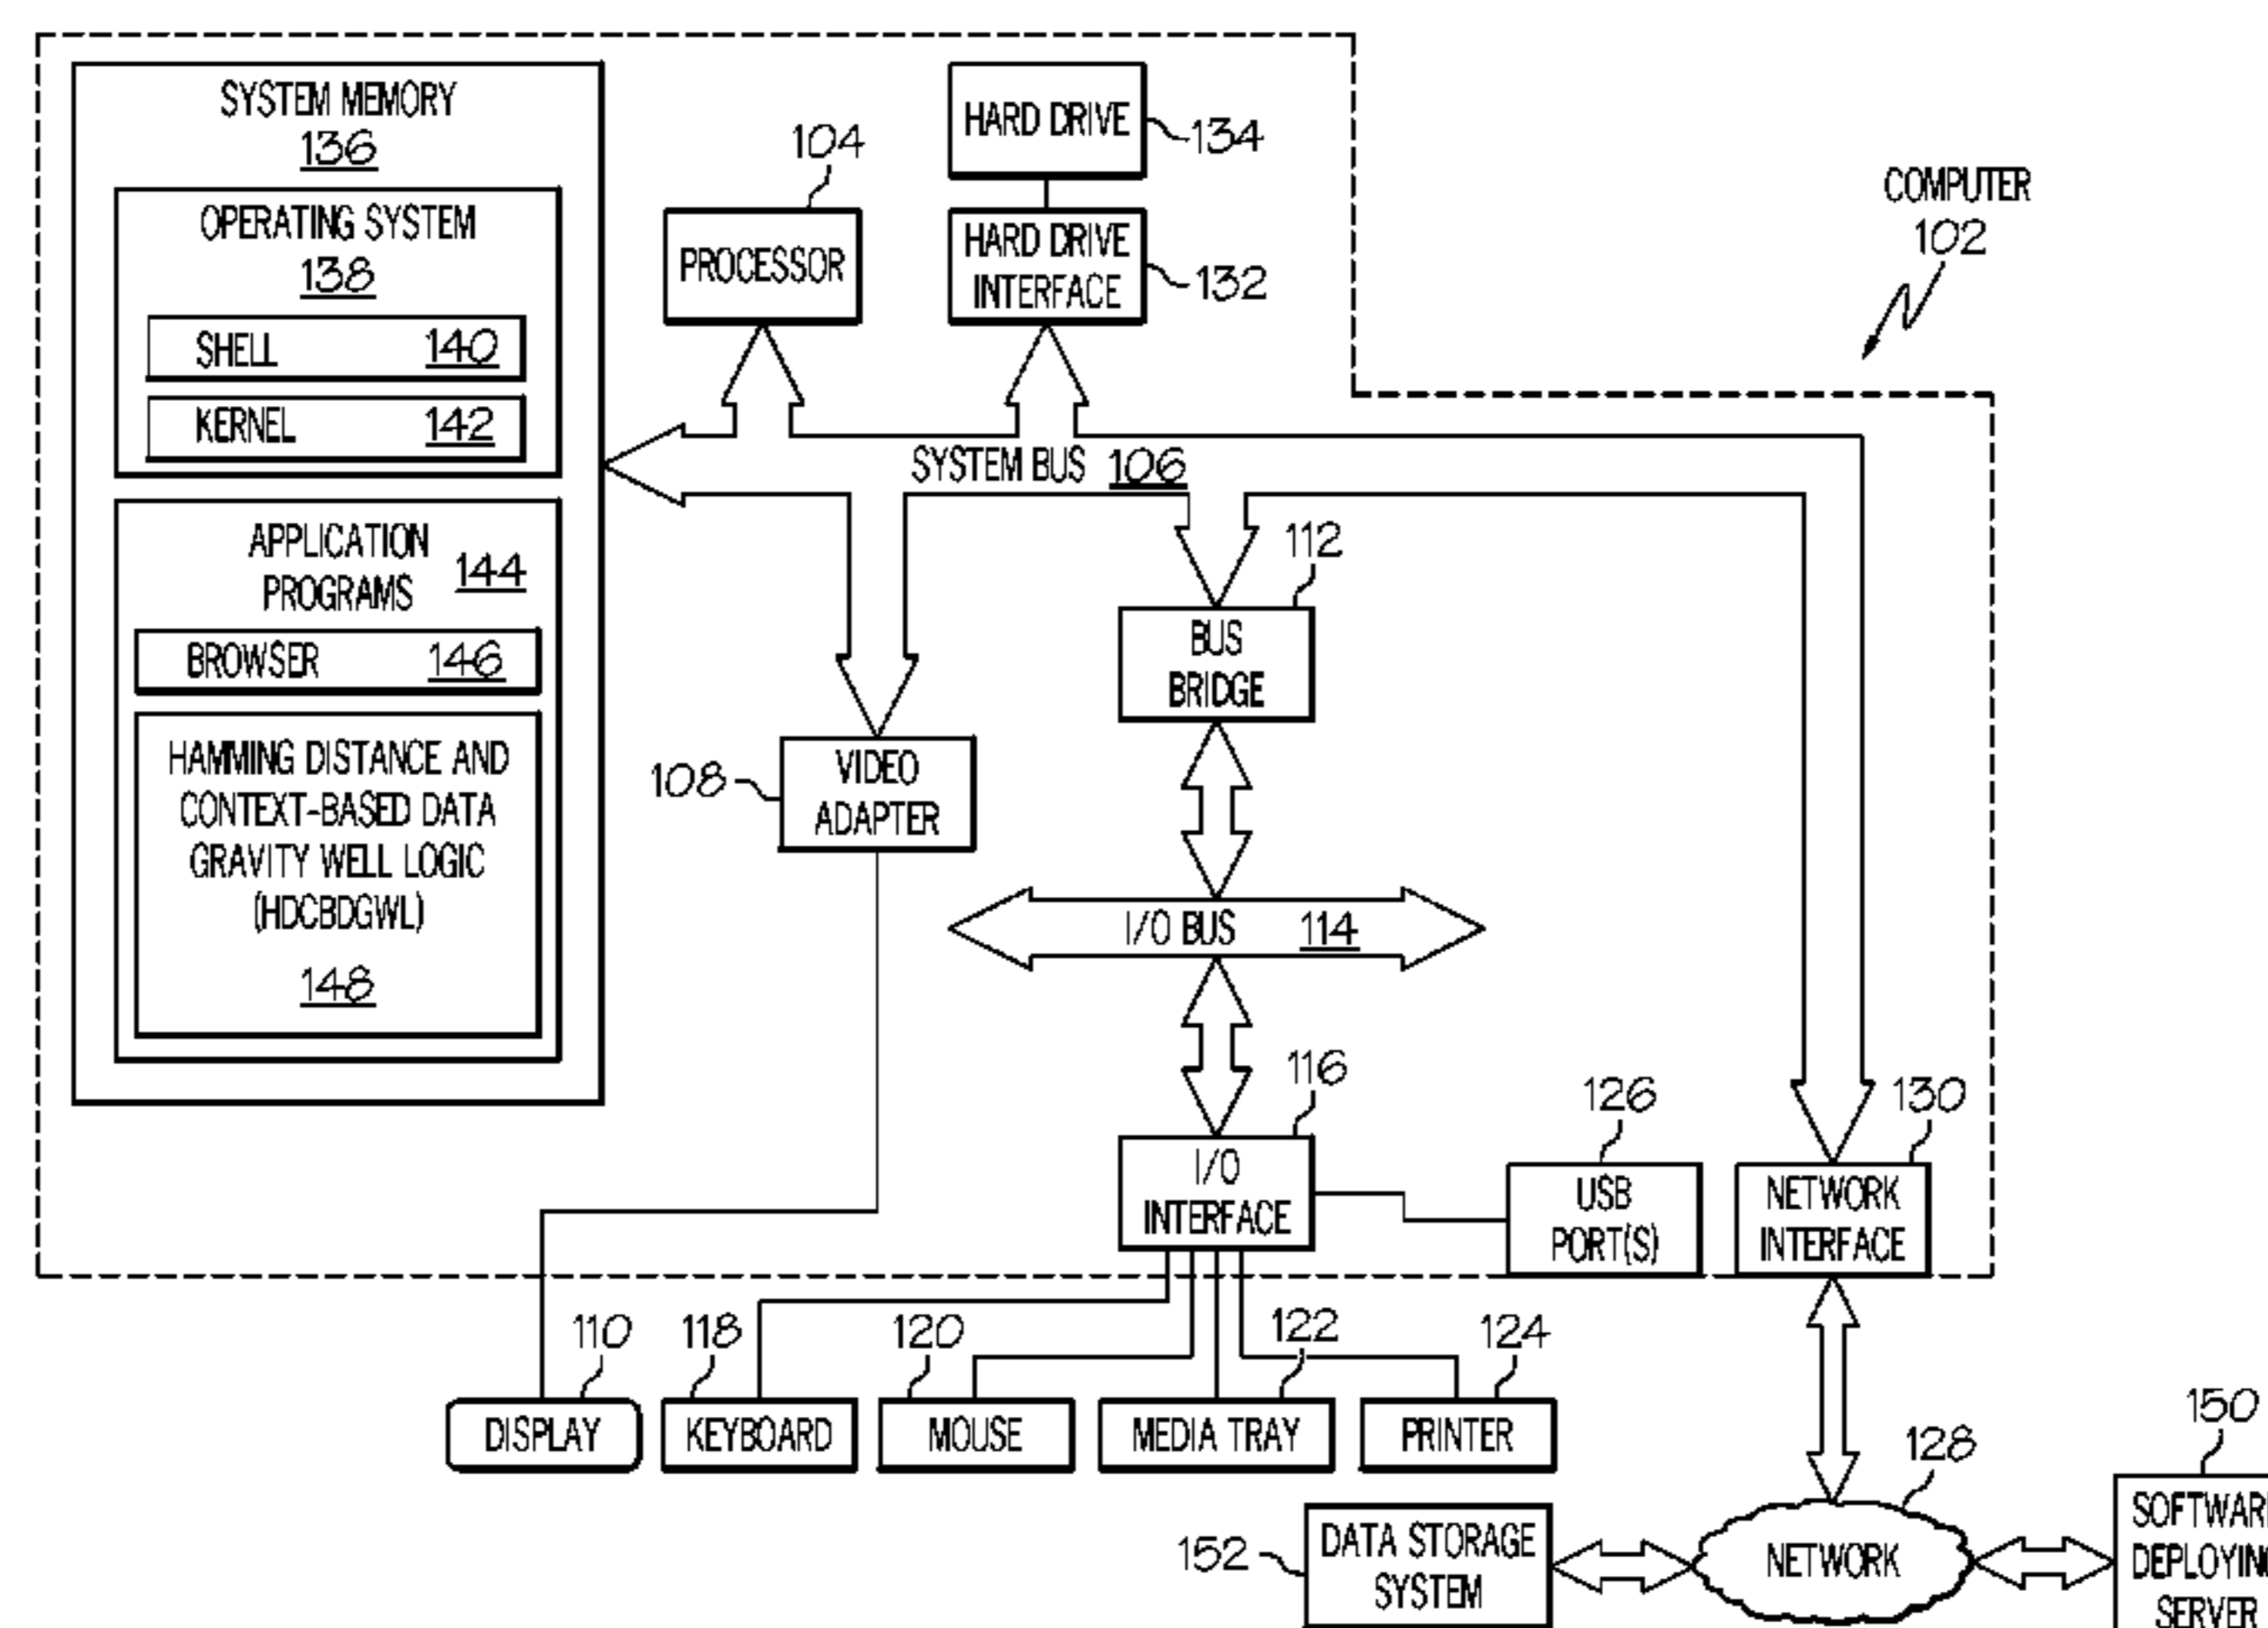 SYSTEM MEMORY
136
OPERATING SYSTEM
138
SHELL 140
KERNEL 142
APPLICATION
PROGRAMS 144
BROWSER 146
HAMMING DISTANCE AND
CONTEXT-BASED DATA
GRAVITY WELL LOGIC
(HDCBDGWL)
148
104
PROCESSOR
HARD DRIVE
134
HARD DRIVE
INTERFACE
132
COMPUTER
102
SYSTEM BUS 106
112
BUS
BRIDGE
108
VIDEO
ADAPTER
I/O BUS 114
116
I/O
INTERFACE
126
USB
PORT(S)
130
NETWORK
INTERFACE
110
DISPLAY
118
KEYBOARD
120
MOUSE
122
MEDIA TRAY
124
PRINTER
152
DATA STORAGE
SYSTEM
128
NETWORK
150
SOFTWARE
DEPLOYING
SERVER